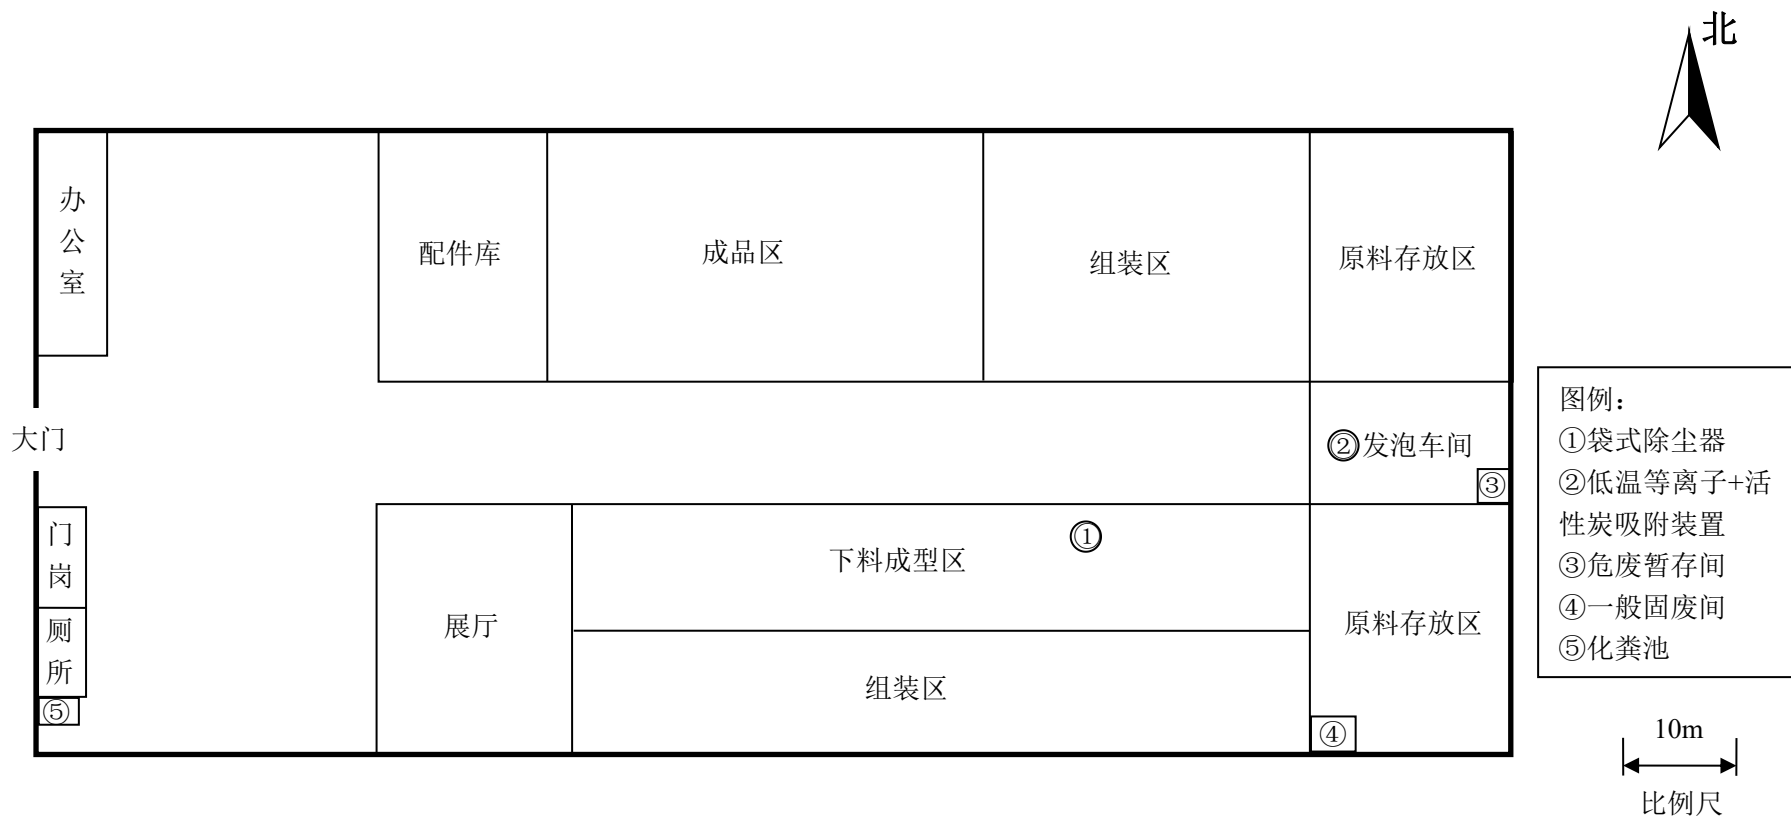 北
办
公
室
配件库
成品区
组装区
原料存放区
大门
②发泡车间
③
门
岗
厕
所
⑤
展厅
①
下料成型区
组装区
原料存放区
④
图例：
①袋式除尘器
②低温等离子+活
性炭吸附装置
③危废暂存间
④一般固废间
⑤化粪池
10m
比例尺